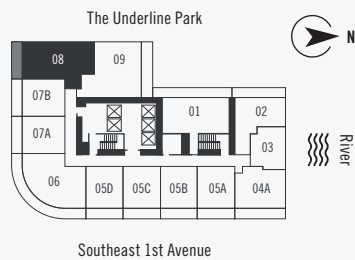 The Underline Park
N
08
09
07B
01
02
07A
03
River
06
05D
05C
05B
05A
04A
Southeast 1st Avenue